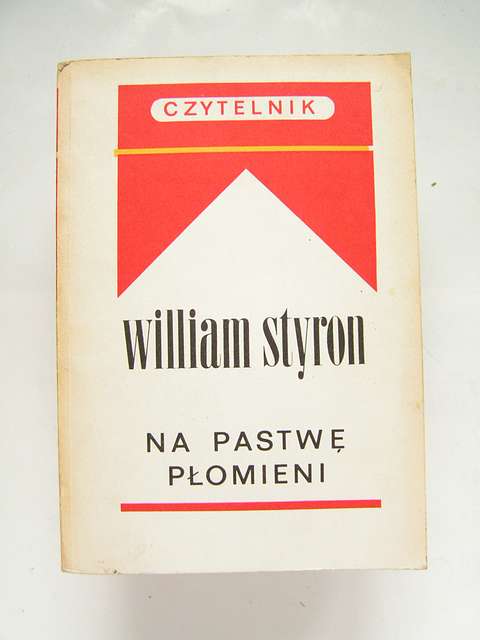 CZYTELNIK
william styron
NA PASTWĘ
PŁOMIENI